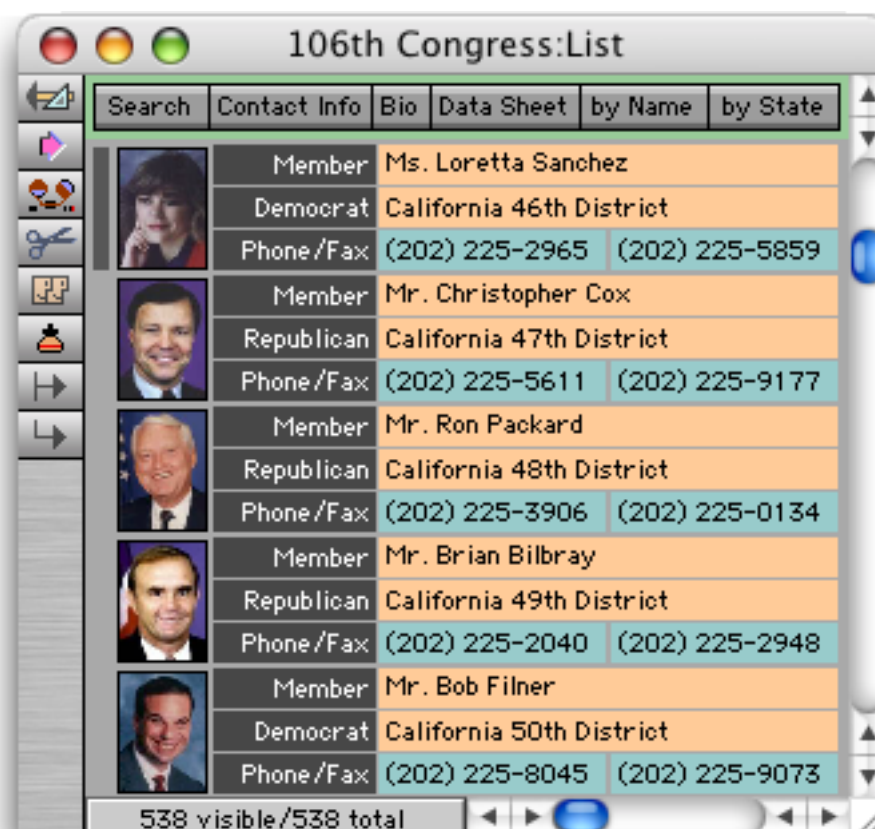 106th Congress:List
Search Contact Info Bio Data Sheet by Name by State
Member Ms. Loretta Sanchez
Democrat California 46th District
Phone/Fax (202) 225-2965 (202) 225-5859
Member Mr. Christopher Cox
Republican California 47th District
Phone/Fax (202) 225-5611 (202) 225-9177
Member Mr. Ron Packard
Republican California 48th District
Phone/Fax (202) 225-3906 (202) 225-0134
Member Mr. Brian Bilbray
Republican California 49th District
Phone/Fax (202) 225-2040 (202) 225-2948
Member Mr. Bob Filner
Democrat California 50th District
Phone/Fax (202) 225-8045 (202) 225-9073
538 visible/538 total